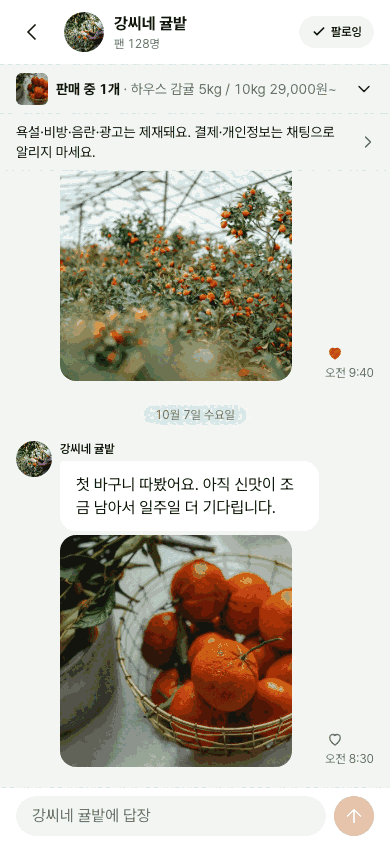 강씨네 귤밭
팬 128명
팔로잉
판매 중 1개 · 하우스 감귤 5kg / 10kg 29,000원~
욕설·비방·음란·광고는 제재돼요. 결제·개인정보는 채팅으로
알리지 마세요.
오전 9:40
10월 7일 수요일
강씨네 귤밭
첫 바구니 따봤어요. 아직 신맛이 조
금 남아서 일주일 더 기다립니다.
오전 8:30
강씨네 귤밭에 답장